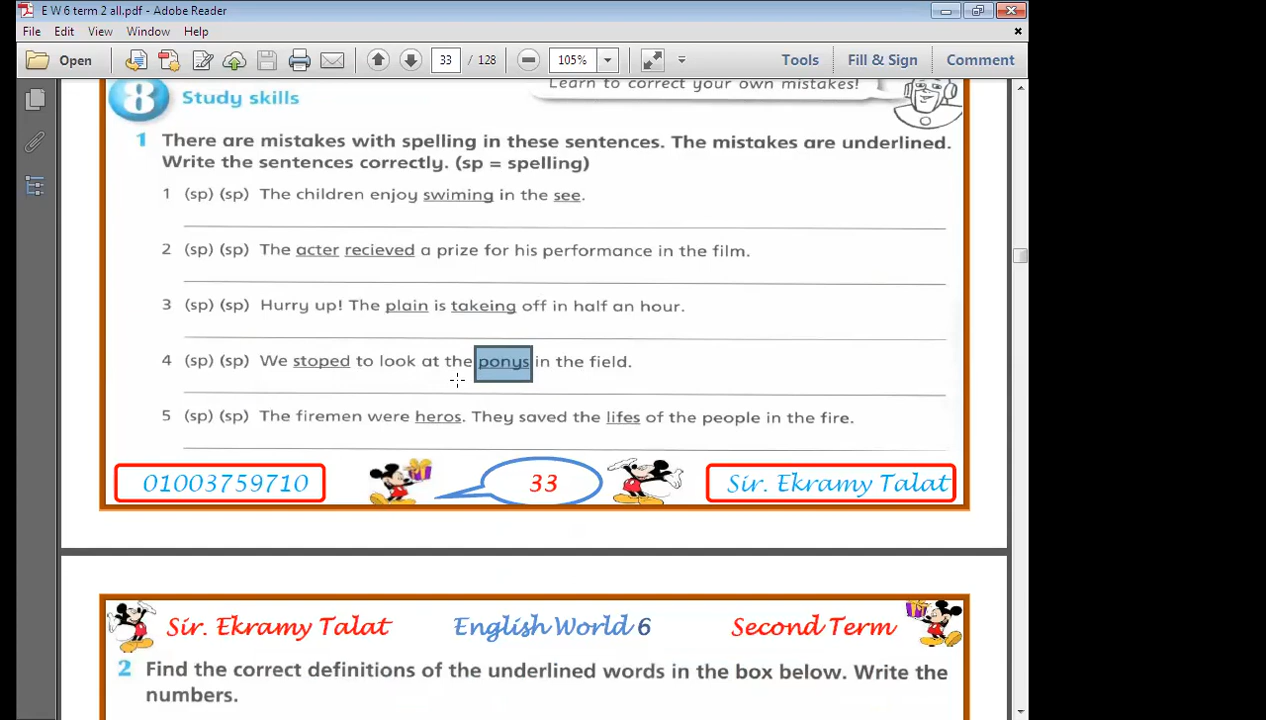 E W 6 term 2 all.pdf - Adobe Reader
File Edit View Window Help
Open 33 / 128 105% Tools Fill & Sign Comment
Learn to correct your own mistakes!
8 Study skills
1 There are mistakes with spelling in these sentences. The mistakes are underlined.
Write the sentences correctly. (sp = spelling)
1 (sp) (sp) The children enjoy swiming in the see.
2 (sp) (sp) The acter recieved a prize for his performance in the film.
3 (sp) (sp) Hurry up! The plain is takeing off in half an hour.
4 (sp) (sp) We stoped to look at the ponys in the field.
5 (sp) (sp) The firemen were heros. They saved the lifes of the people in the fire.
01003759710 33 Sir. Ekramy Talat
Sir. Ekramy Talat English World 6 Second Term
2 Find the correct definitions of the underlined words in the box below. Write the
numbers.